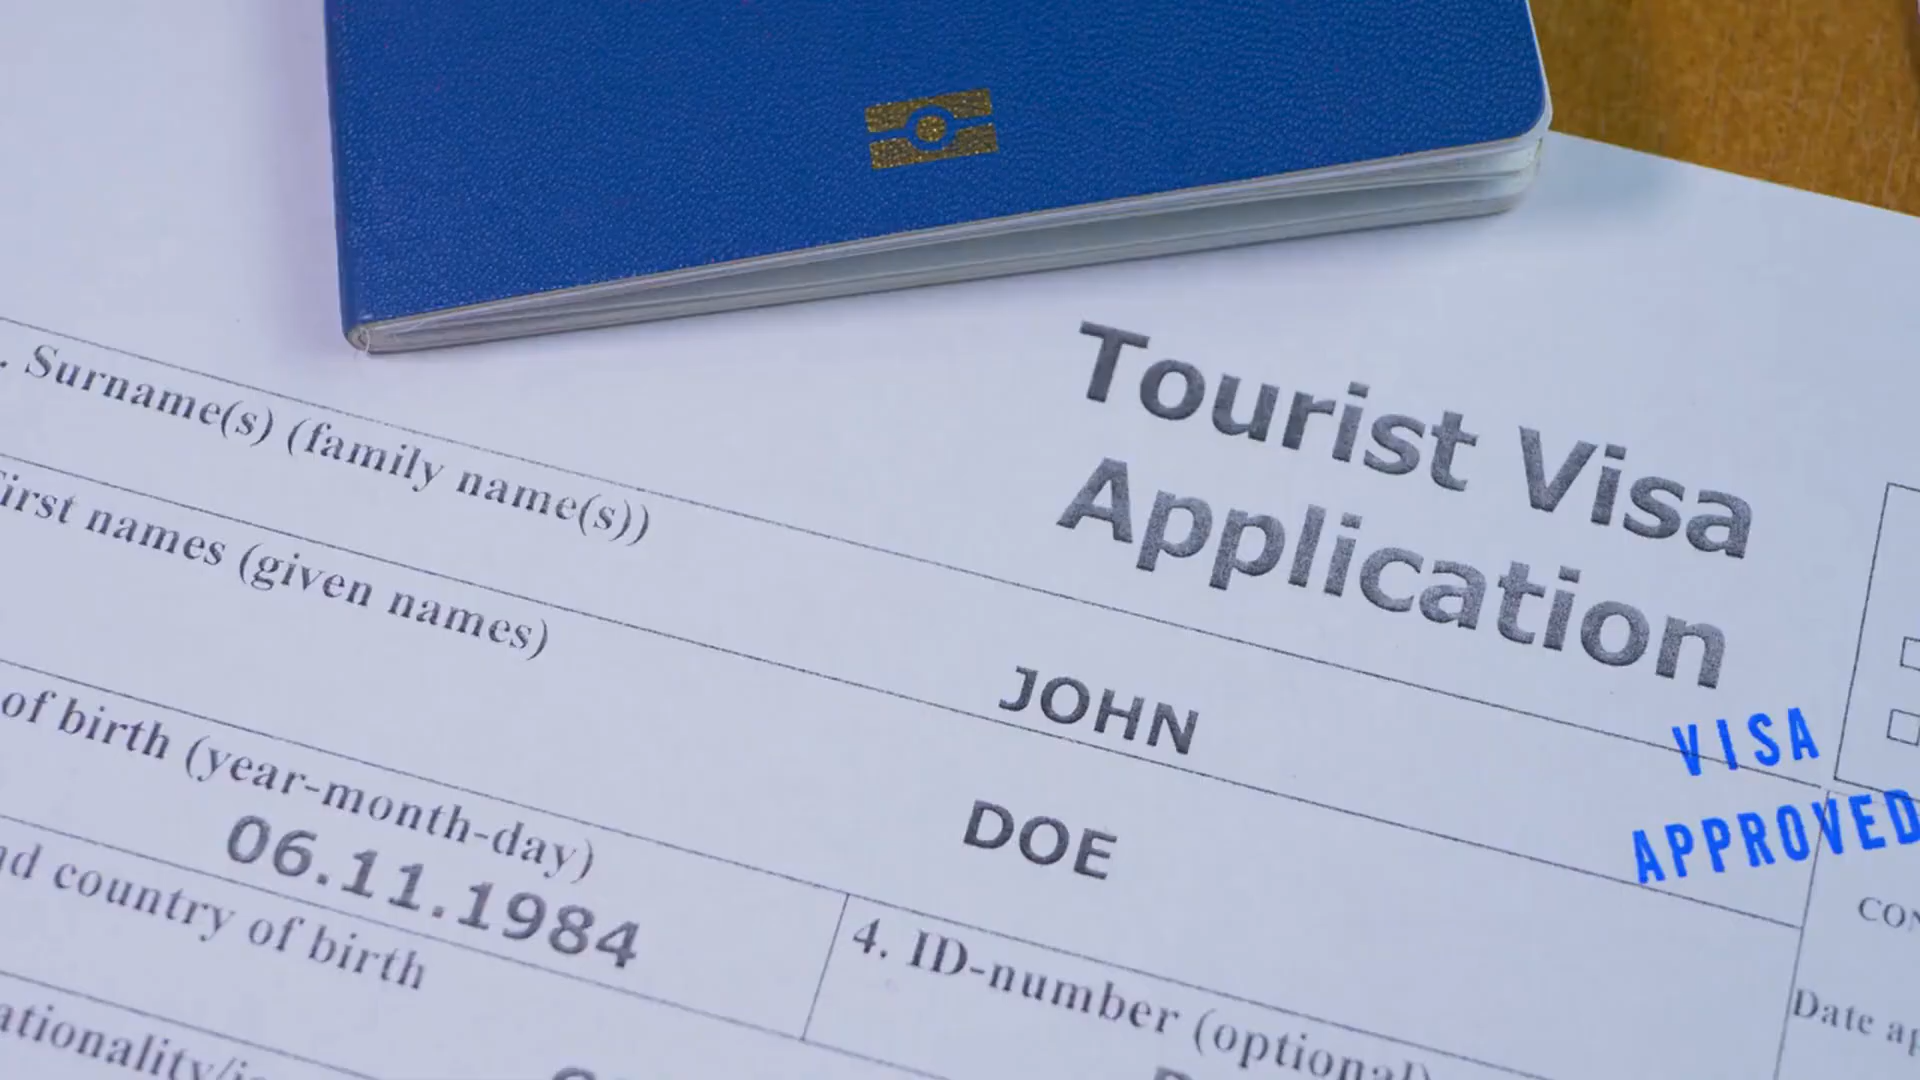 Tourist Visa
Application
. Surname(s) (family name(s))
JOHN
First names (given names)
DOE
VISA
APPROVED
of birth (year-month-day)
06.11.1984
4. ID-number (optional)
country of birth
Date